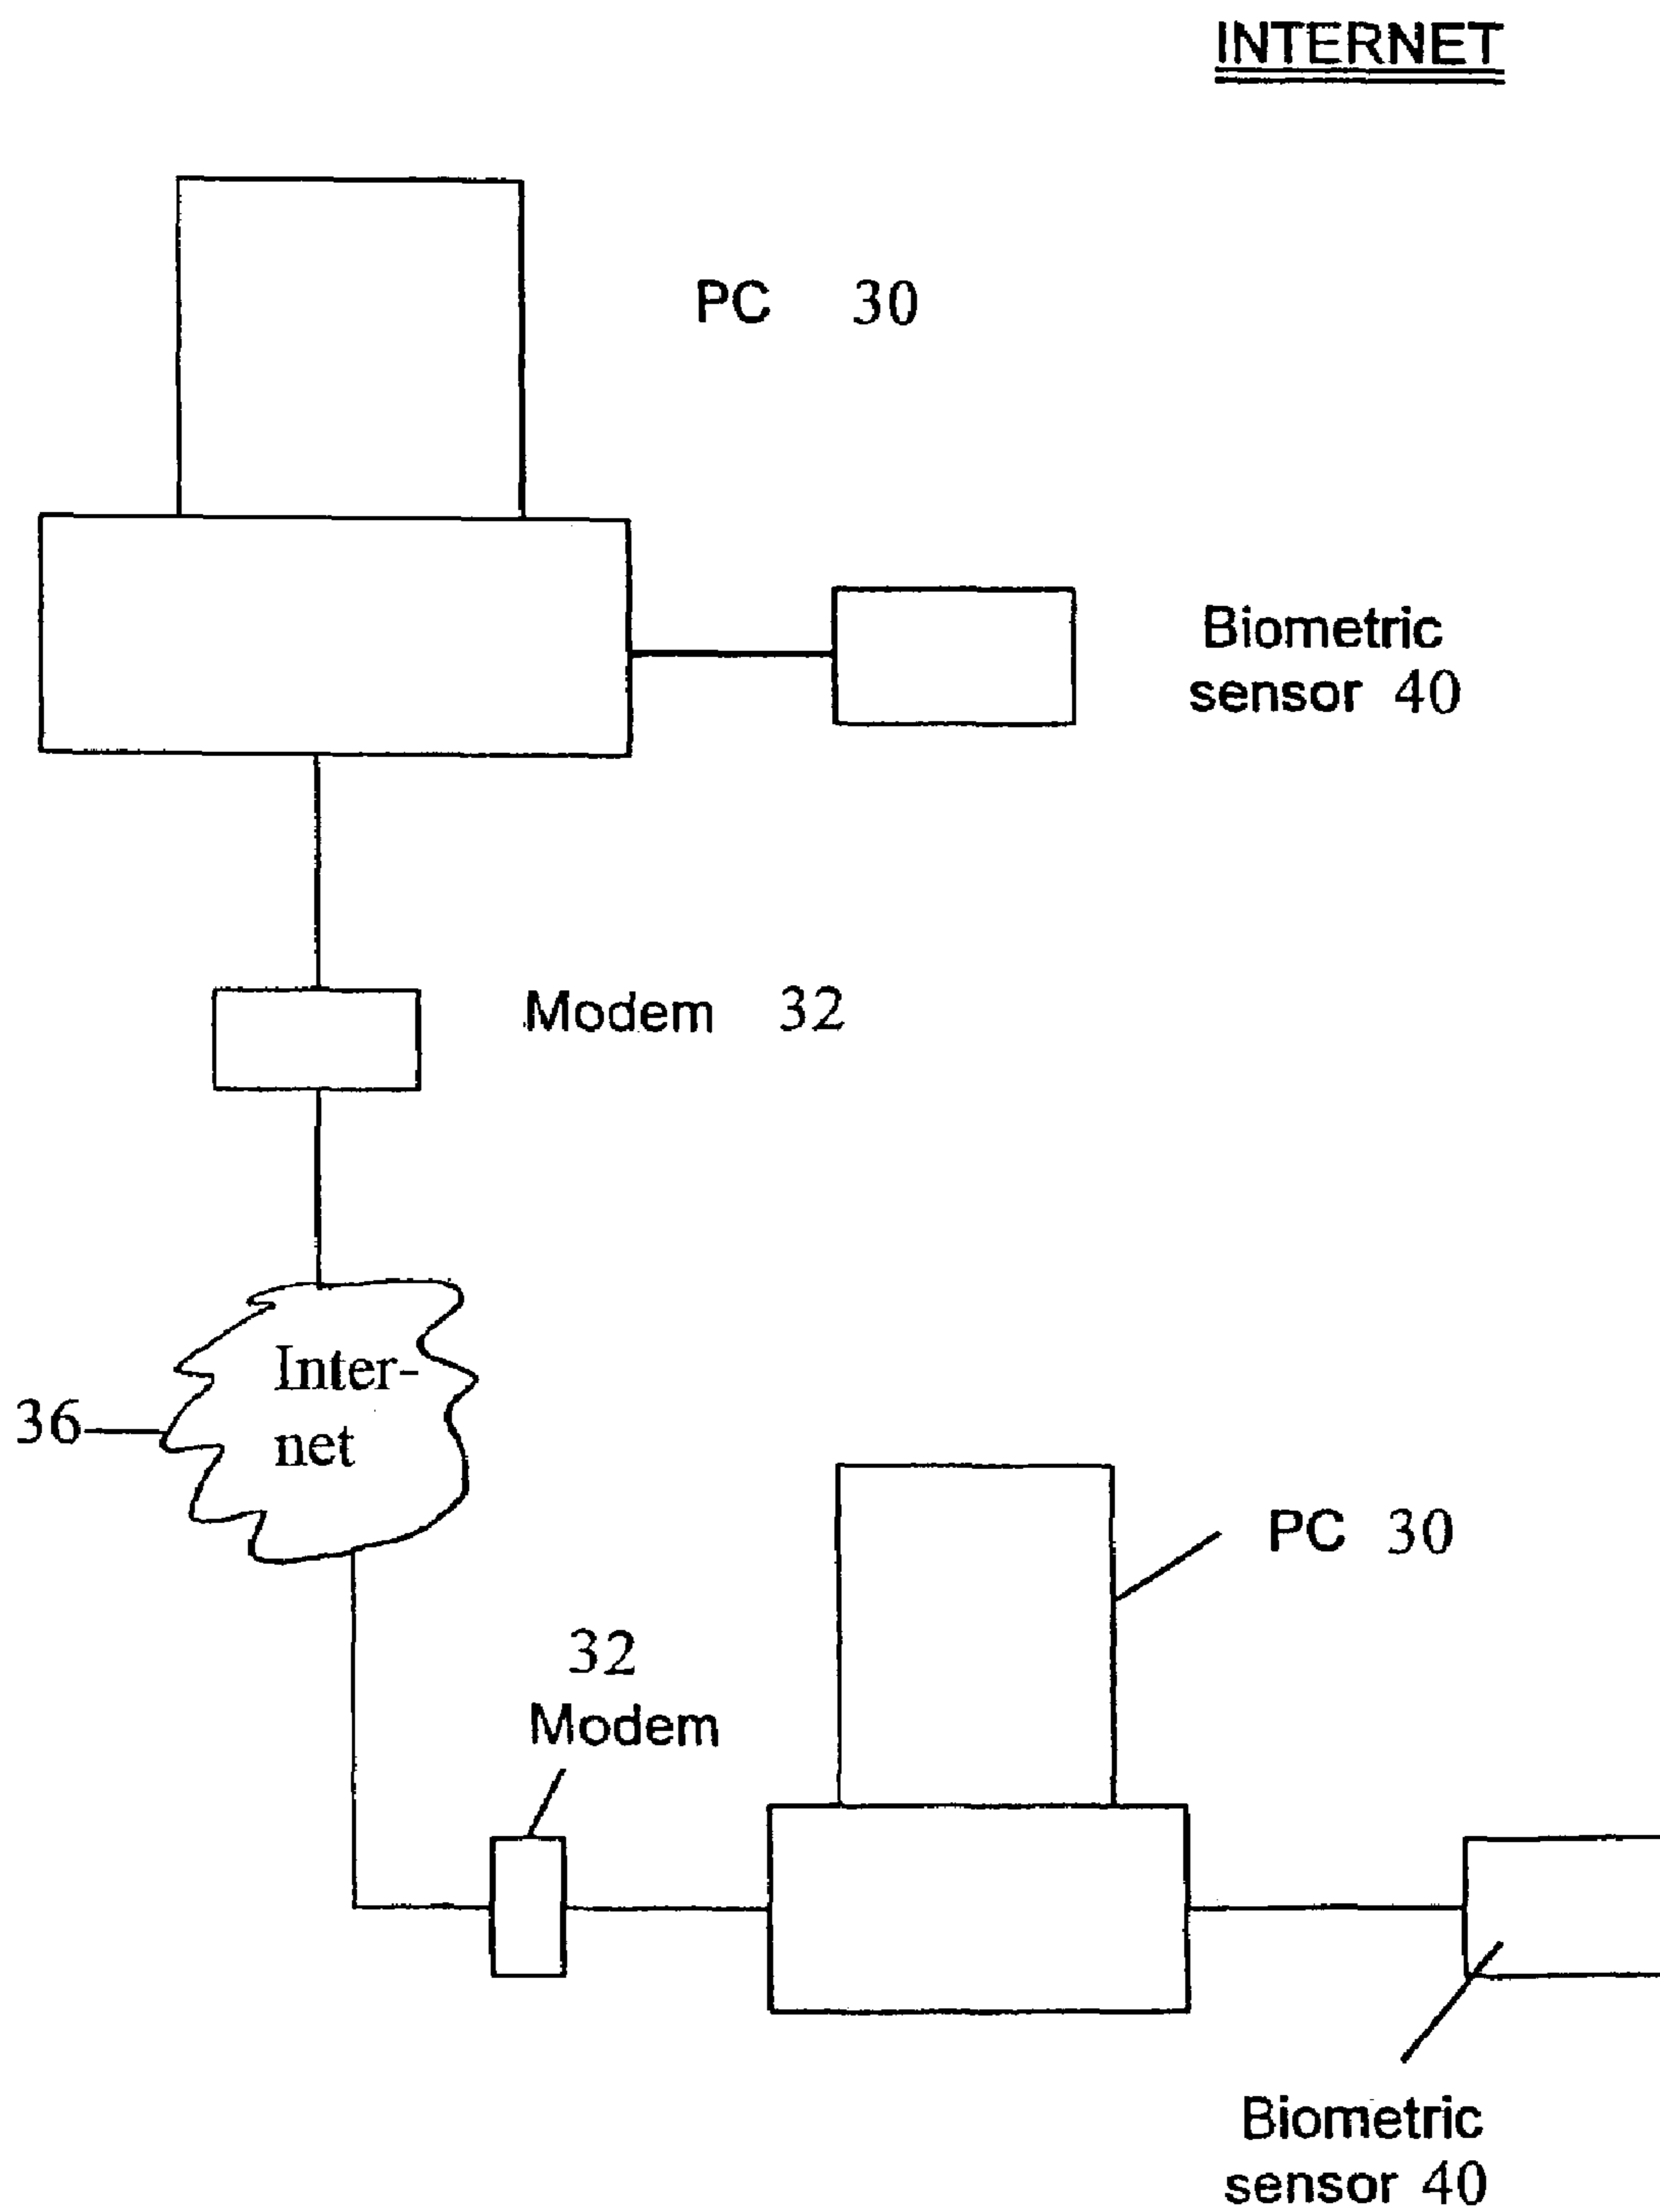 INTERNET
PC 30
Biometric
sensor 40
Modem 32
Inter-
net
36
PC 30
32
Modem
Biometric
sensor 40